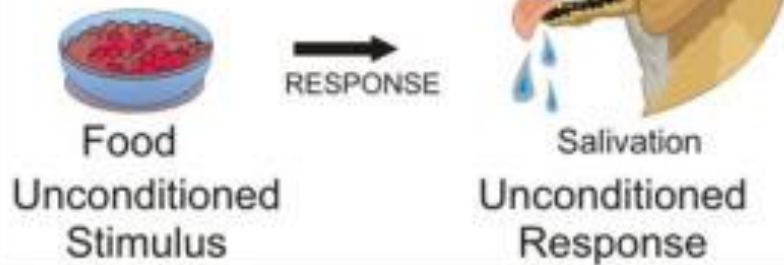 RESPONSE
Food
Unconditioned
Stimulus
Salivation
Unconditioned
Response